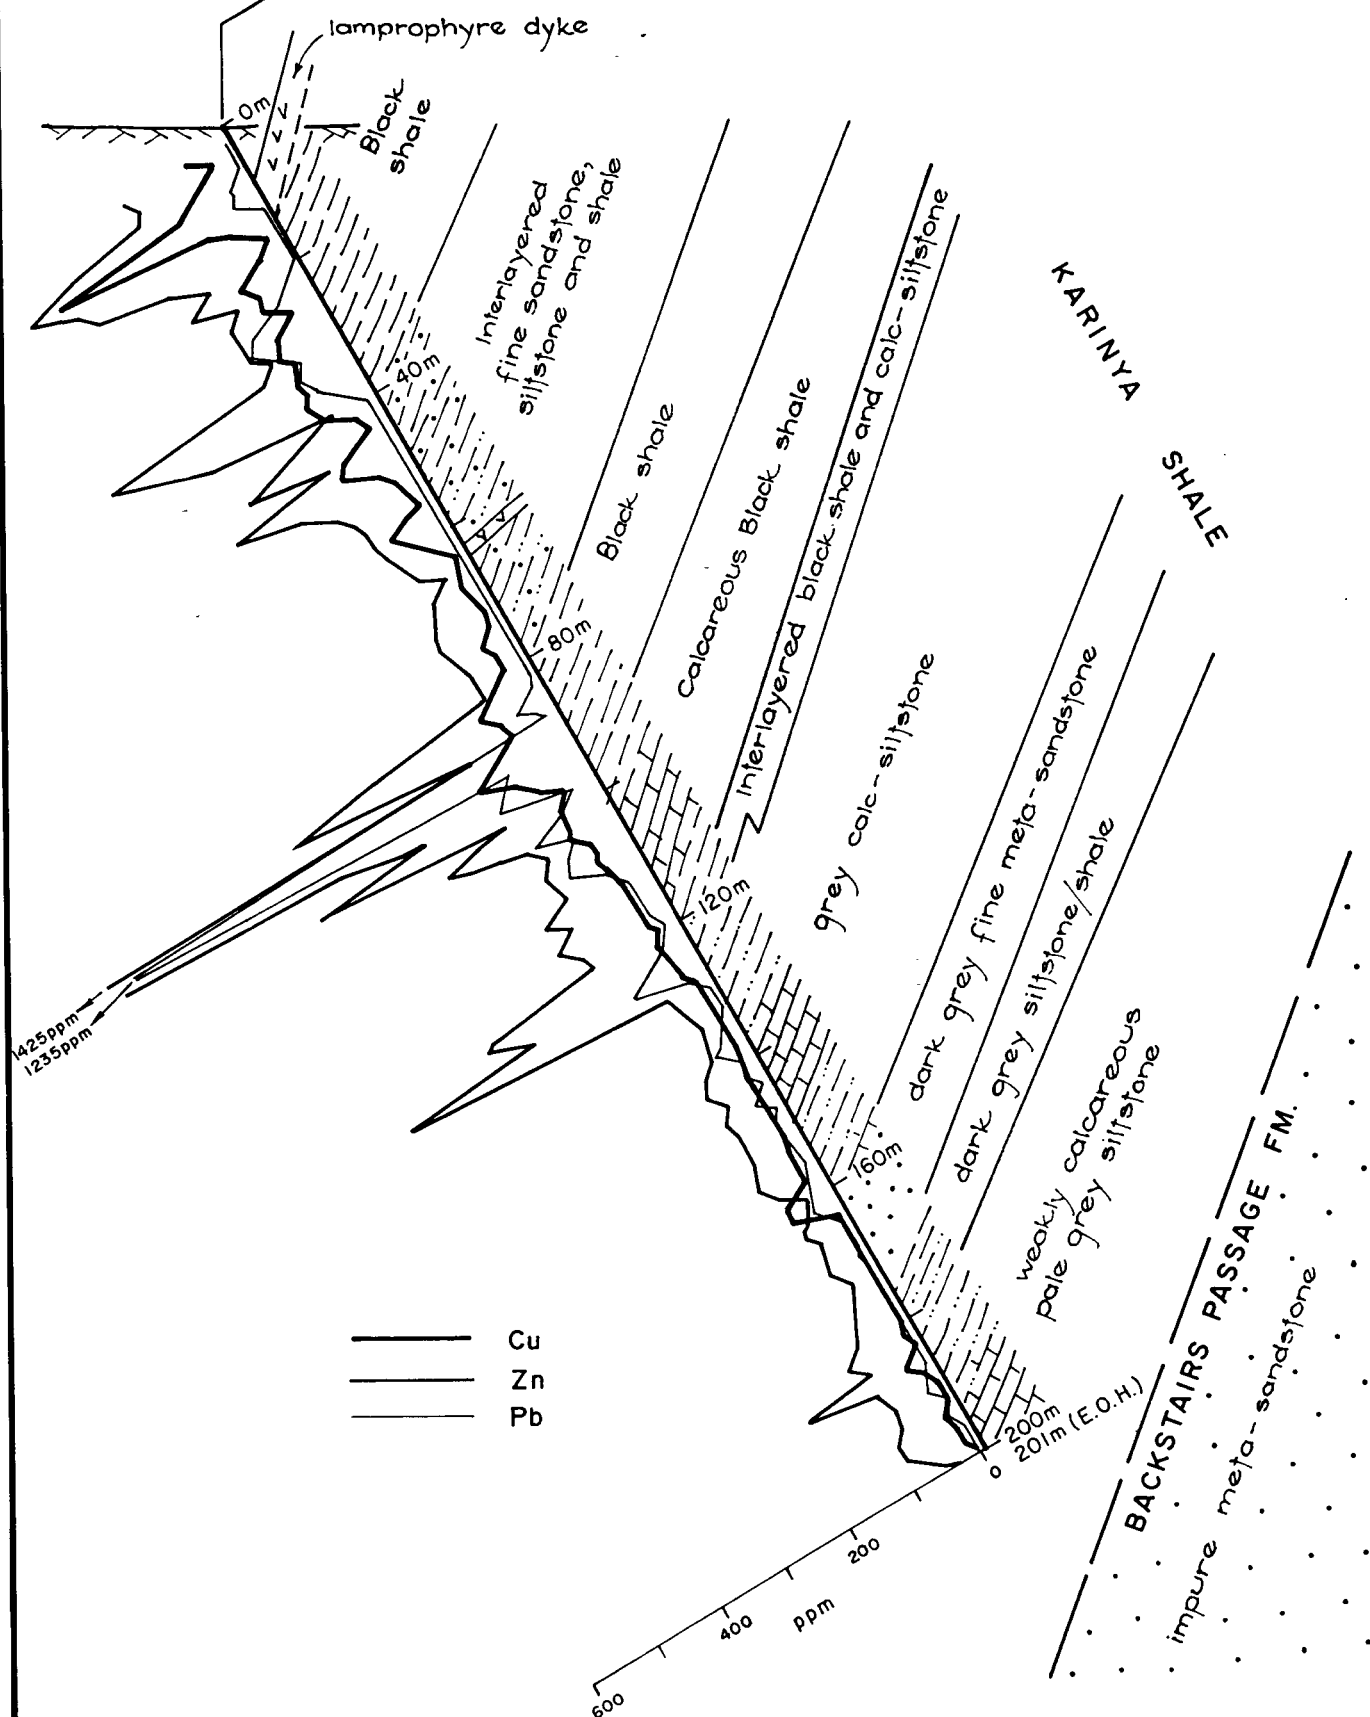 lamprophyre dyke
0m
Black
shale
Interlayered
fine sandstone,
siltstone and shale
40m
Black shale
80m
Calcareous Black shale
Interlayered black shale and calc-siltstone
KARINYA
SHALE
120m
grey calc-siltstone
dark grey fine meta-sandstone
160m
dark grey siltstone/shale
weakly calcareous
pale grey siltstone
1425ppm
1235ppm
BACKSTAIRS PASSAGE FM.
impure meta-sandstone
Cu
Zn
Pb
200m
201m (E.O.H.)
0
200
400
ppm
600